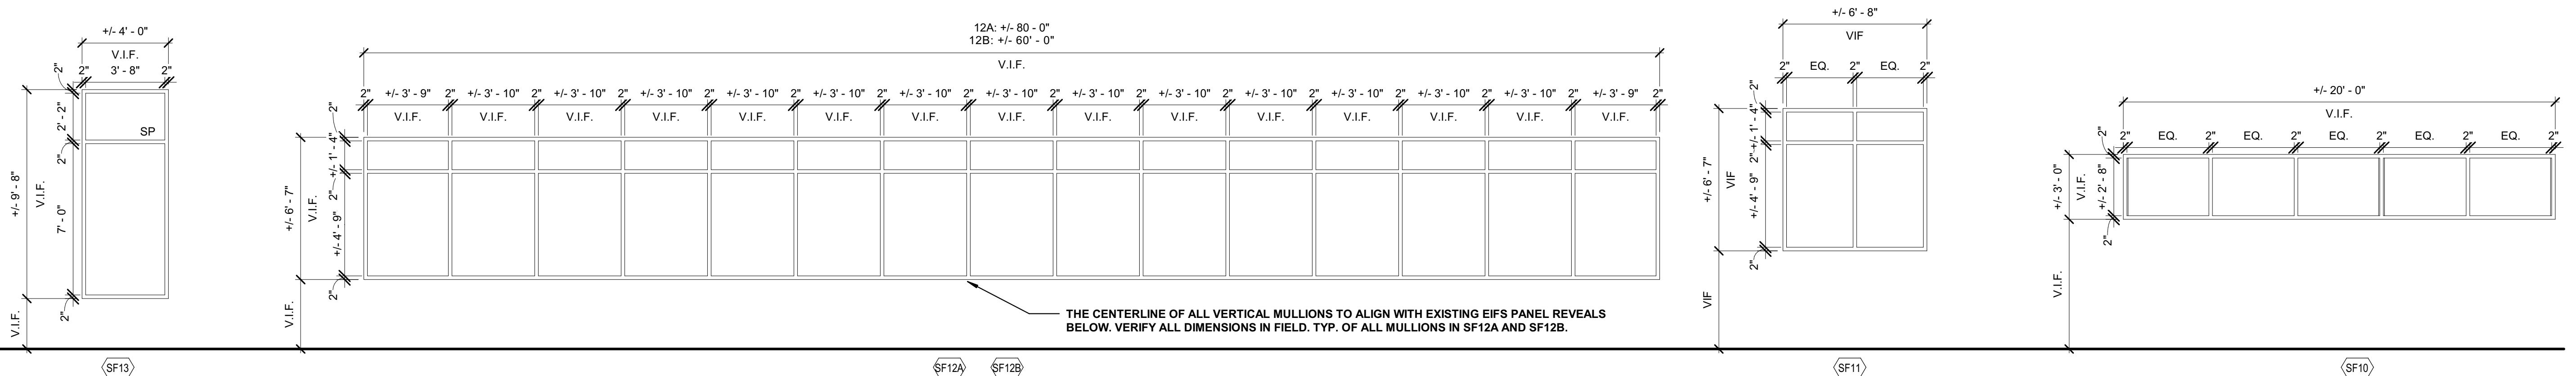 +/- 4' - 0"
V.I.F.
2" 3' - 8" 2"
2"
2' - 2"
SP
2"
+/- 9' - 8"
V.I.F.
7' - 0"
2"
V.I.F.
SF13
12A: +/- 80 - 0"
12B: +/- 60' - 0"
V.I.F.
2" +/- 3' - 9" 2" +/- 3' - 10" 2" +/- 3' - 10" 2" +/- 3' - 10" 2" +/- 3' - 10" 2" +/- 3' - 10" 2" +/- 3' - 10" 2" +/- 3' - 10" 2" +/- 3' - 10" 2" +/- 3' - 10" 2" +/- 3' - 10" 2" +/- 3' - 10" 2" +/- 3' - 10" 2" +/- 3' - 10" 2" +/- 3' - 9" 2"
V.I.F. V.I.F. V.I.F. V.I.F. V.I.F. V.I.F. V.I.F. V.I.F. V.I.F. V.I.F. V.I.F. V.I.F. V.I.F. V.I.F. V.I.F.
2"
+/- 1' - 4"
2"
+/- 6' - 7"
V.I.F.
+/- 4' - 9"
2"
V.I.F.
THE CENTERLINE OF ALL VERTICAL MULLIONS TO ALIGN WITH EXISTING EIFS PANEL REVEALS
BELOW. VERIFY ALL DIMENSIONS IN FIELD. TYP. OF ALL MULLIONS IN SF12A AND SF12B.
SF12A SF12B
+/- 6' - 8"
VIF
2" EQ. 2" EQ. 2"
2"
+/- 1' - 4"
2"
+/- 6' - 7"
VIF
+/- 4' - 9"
2"
VIF
SF11
+/- 20' - 0"
V.I.F.
2" EQ. 2" EQ. 2" EQ. 2" EQ. 2" EQ. 2"
2"
+/- 3' - 0"
V.I.F.
+/- 2' - 8"
2"
V.I.F.
SF10